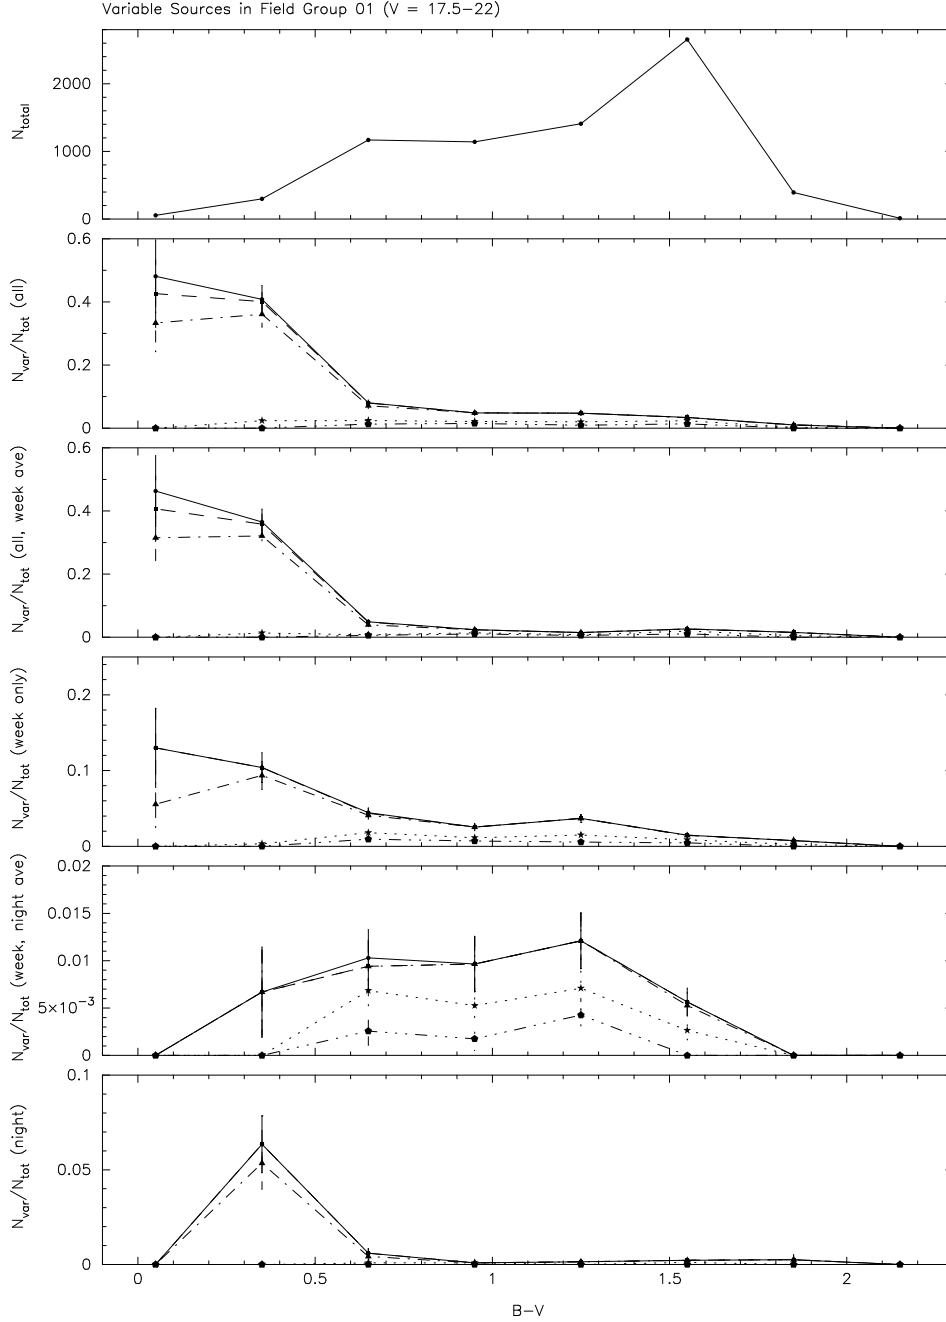 Variable Sources in Field Group 01 (V = 17.5−22)
N_total
2000
1000
0
N_var/N_tot (all)
0.6
0.4
0.2
0
N_var/N_tot (all, week ave)
0.6
0.4
0.2
0
N_var/N_tot (week only)
0.2
0.1
0
N_var/N_tot (week, night ave)
0.02
0.015
0.01
5×10⁻³
0
N_var/N_tot (night)
0.1
0.05
0
0 0.5 1 1.5 2
B−V